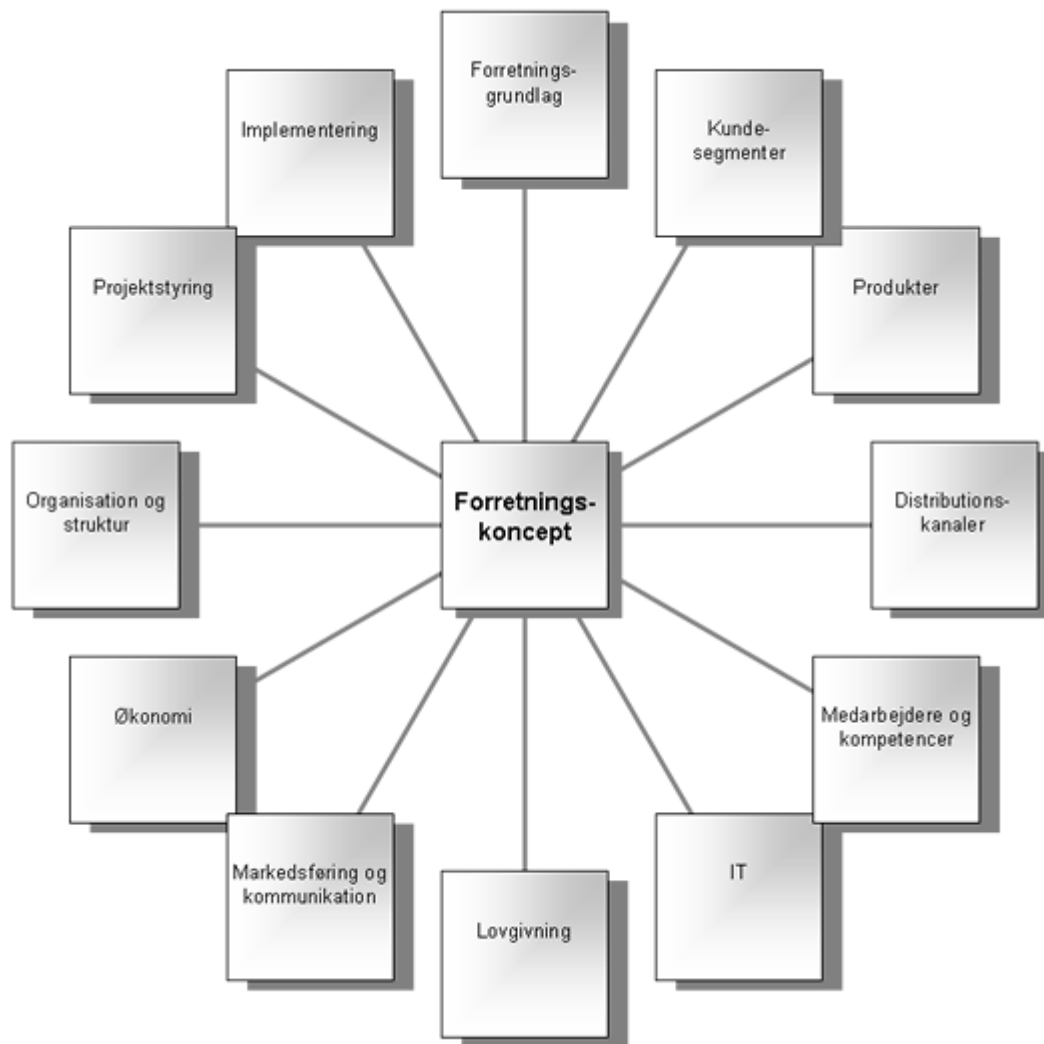 Forretnings-
grundlag
Kunde-
segmenter
Produkter
Distributions-
kanaler
Medarbejdere og
kompetencer
IT
Lovgivning
Markedsføring og
kommunikation
Økonomi
Organisation og
struktur
Projektstyring
Implementering
Forretnings-
koncept